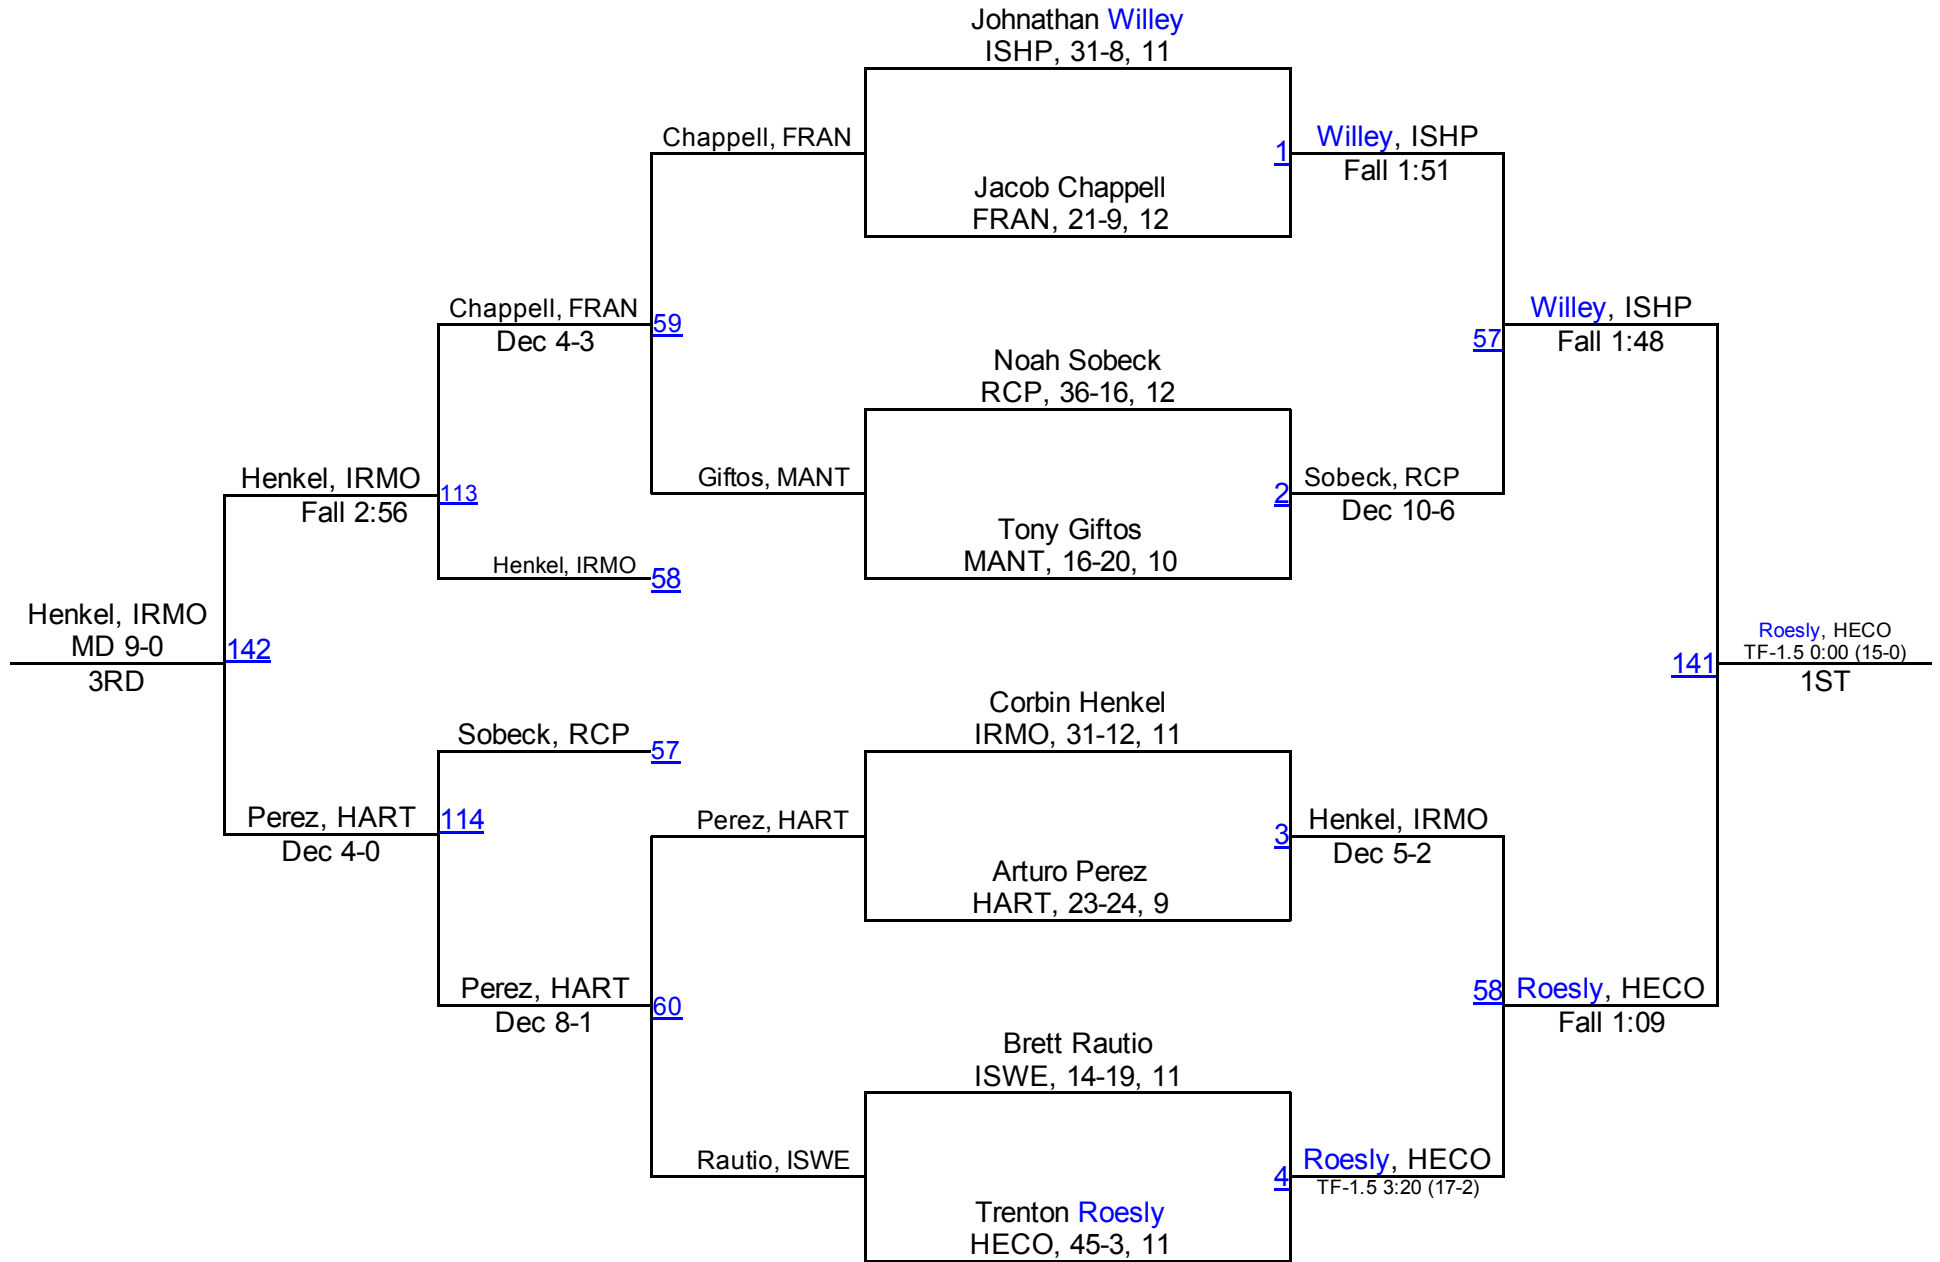 Johnathan Willey
ISHP, 31-8, 11
Chappell, FRAN
1
Willey, ISHP
Fall 1:51
Jacob Chappell
FRAN, 21-9, 12
Chappell, FRAN
Dec 4-3
59
57
Willey, ISHP
Fall 1:48
Noah Sobeck
RCP, 36-16, 12
Henkel, IRMO
Fall 2:56
113
Giftos, MANT
2
Sobeck, RCP
Dec 10-6
Tony Giftos
MANT, 16-20, 10
Henkel, IRMO
58
Henkel, IRMO
MD 9-0
3RD
142
141
Roesly, HECO
TF-1.5 0:00 (15-0)
1ST
Corbin Henkel
IRMO, 31-12, 11
Sobeck, RCP
57
Perez, HART
Dec 4-0
114
Perez, HART
3
Henkel, IRMO
Dec 5-2
Arturo Perez
HART, 23-24, 9
Perez, HART
Dec 8-1
60
58
Roesly, HECO
Fall 1:09
Brett Rautio
ISWE, 14-19, 11
Rautio, ISWE
4
Roesly, HECO
TF-1.5 3:20 (17-2)
Trenton Roesly
HECO, 45-3, 11